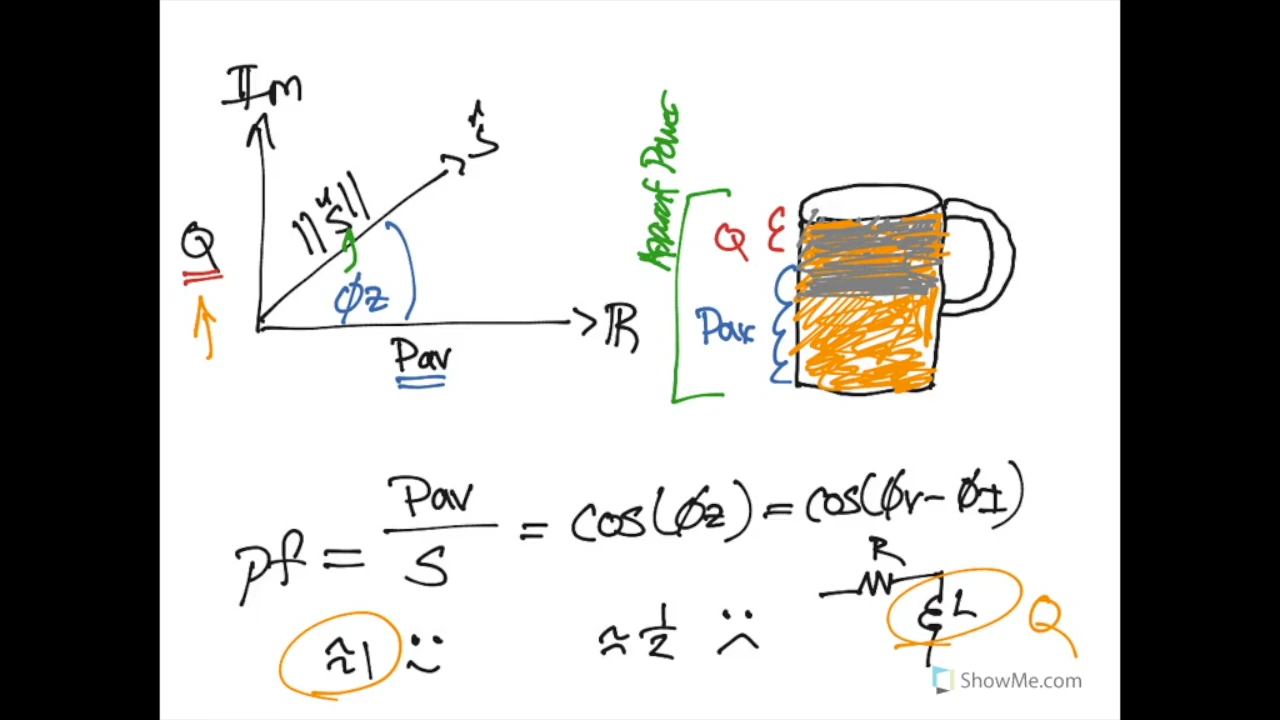 Im
Ŝ
||Ŝ||
Q
φz
Pav
R
Apparent Power
Q
Pav
pf = Pav / S = cos(φz) = cos(φv - φI)
≈1
≈ 1/2
R
L
Q
ShowMe.com